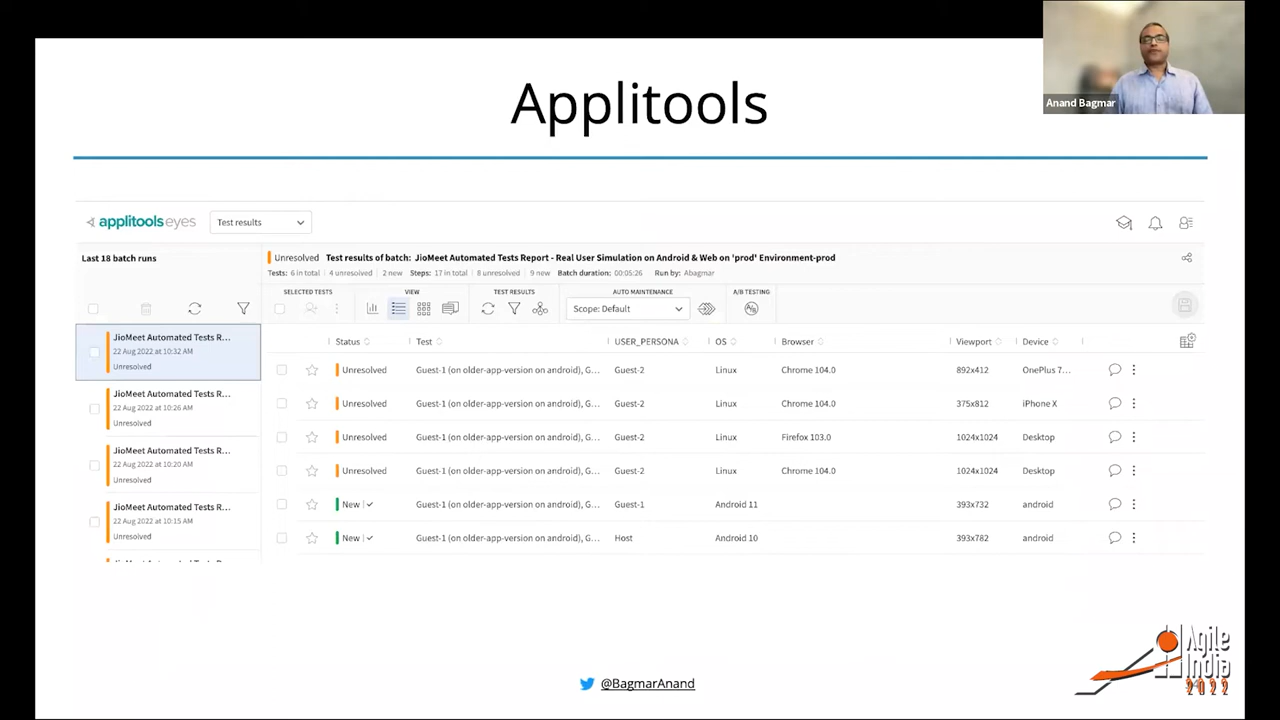 Applitools
Anand Bagmar
applitools eyes
Test results
Last 18 batch runs
Unresolved Test results of batch: JioMeet Automated Tests Report - Real User Simulation on Android & Web on 'prod' Environment-prod
Tests: 6 in total | 4 unresolved | 2 new Steps: 17 in total | 8 unresolved | 9 new Batch duration: 00:05:26 Run by: Abagmar
SELECTED TESTS VIEW TEST RESULTS AUTO MAINTENANCE A/B TESTING
Scope: Default
JioMeet Automated Tests R...
22 Aug 2022 at 10:32 AM
Unresolved
JioMeet Automated Tests R...
22 Aug 2022 at 10:26 AM
Unresolved
JioMeet Automated Tests R...
22 Aug 2022 at 10:20 AM
Unresolved
JioMeet Automated Tests R...
22 Aug 2022 at 10:15 AM
Unresolved
Status Test USER_PERSONA OS Browser Viewport Device
Unresolved Guest-1 (on older-app-version on android), G... Guest-2 Linux Chrome 104.0 892x412 OnePlus 7...
Unresolved Guest-1 (on older-app-version on android), G... Guest-2 Linux Chrome 104.0 375x812 iPhone X
Unresolved Guest-1 (on older-app-version on android), G... Guest-2 Linux Firefox 103.0 1024x1024 Desktop
Unresolved Guest-1 (on older-app-version on android), G... Guest-2 Linux Chrome 104.0 1024x1024 Desktop
New Guest-1 (on older-app-version on android), G... Guest-1 Android 11 393x732 android
New Guest-1 (on older-app-version on android), G... Host Android 10 393x782 android
@BagmarAnand
Agile
India
2022